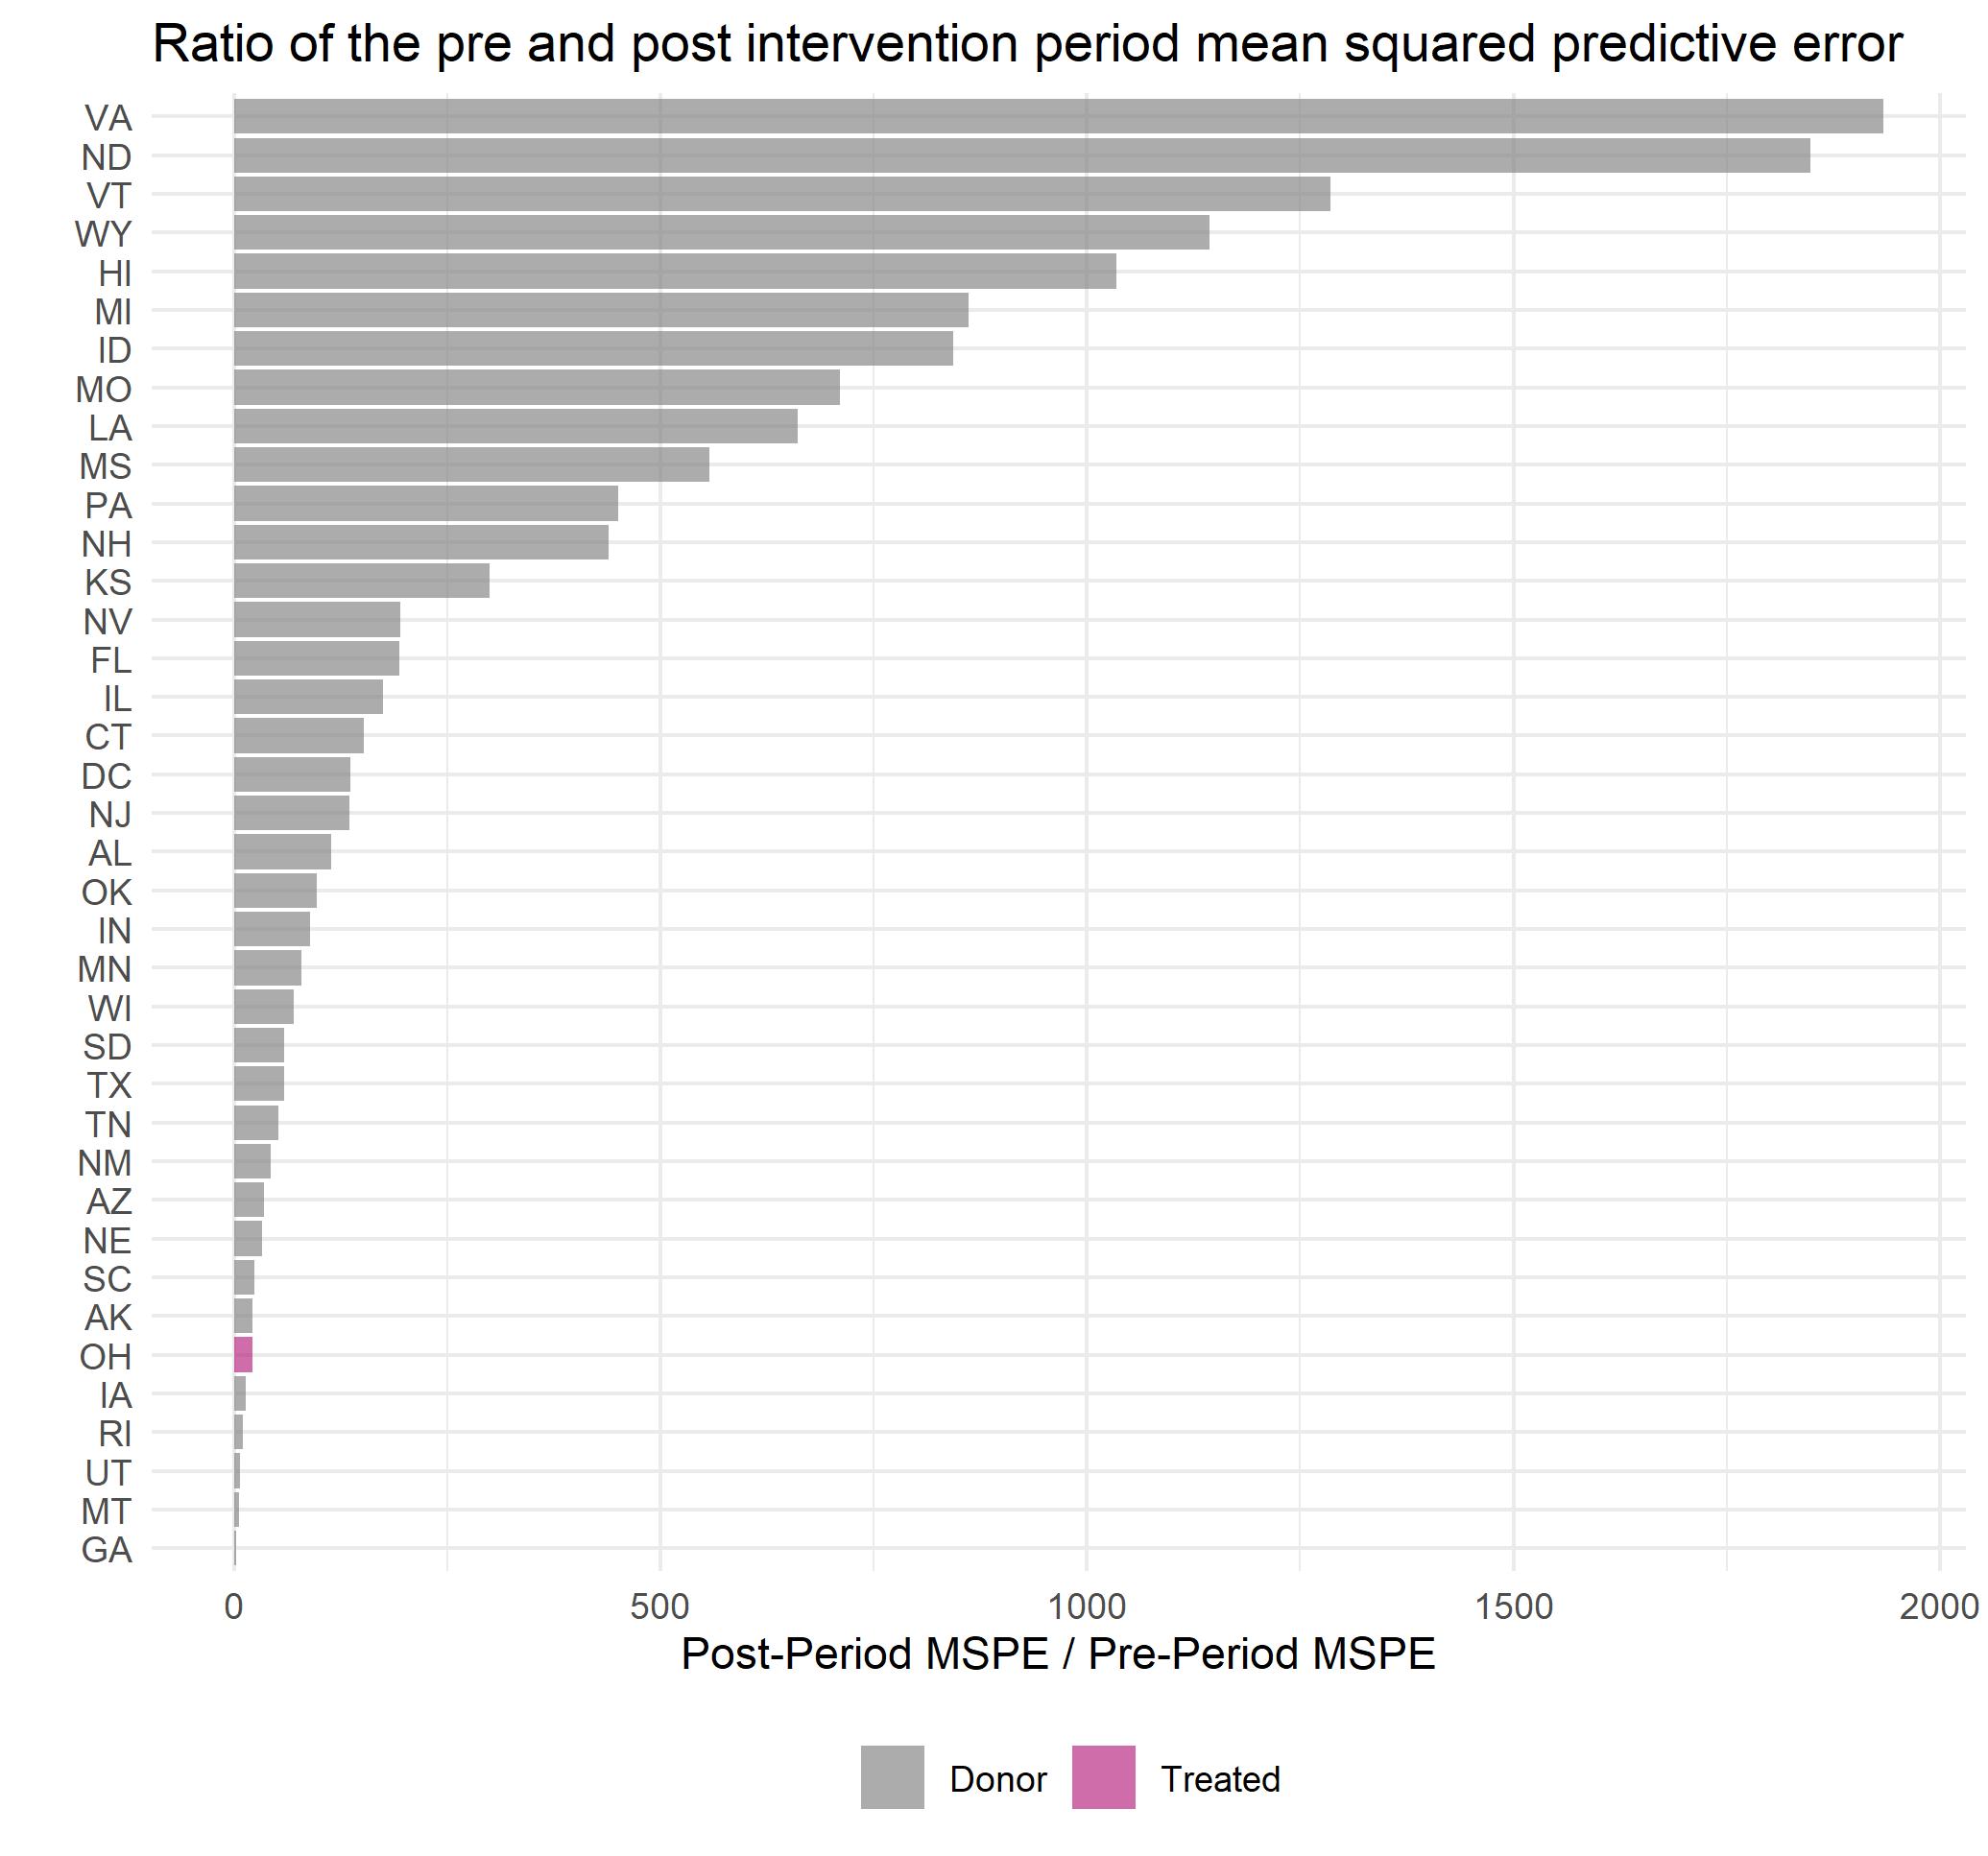 Ratio of the pre and post intervention period mean squared predictive error
VA
ND
VT
WY
HI
MI
ID
MO
LA
MS
PA
NH
KS
NV
FL
IL
CT
DC
NJ
AL
OK
IN
MN
WI
SD
TX
TN
NM
AZ
NE
SC
AK
OH
IA
RI
UT
MT
GA
0 500 1000 1500 2000
Post-Period MSPE / Pre-Period MSPE
Donor Treated